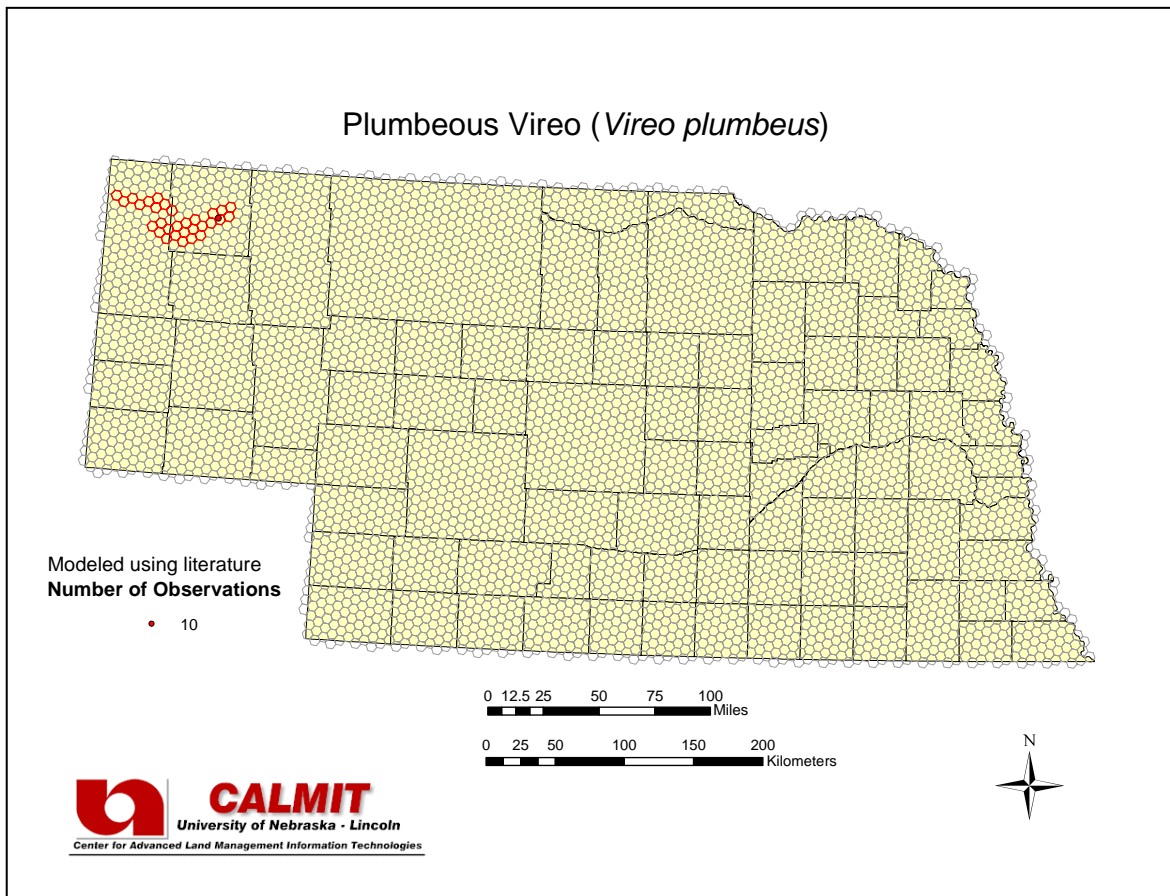 Plumbeous Vireo (Vireo plumbeus)
Modeled using literature
Number of Observations
10
0 12.5 25 50 75 100
Miles
0 25 50 100 150 200
Kilometers
N
CALMIT
University of Nebraska - Lincoln
Center for Advanced Land Management Information Technologies